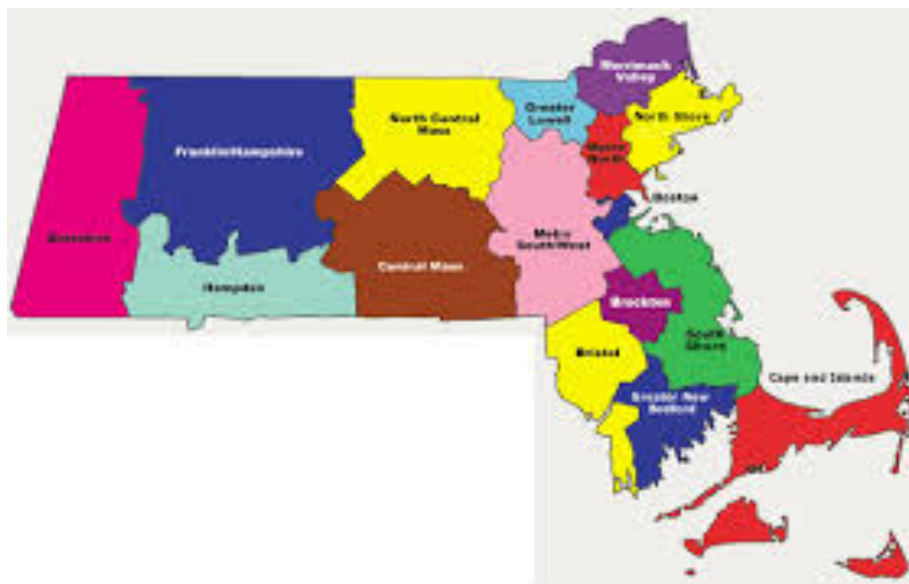 Merrimack
Valley
North Shore
Greater
Lowell
North Central
Mass
Metro
North
Franklin/Hampshire
Boston
Berkshire
Metro
South/West
Central Mass
Hampden
Brockton
South
Shore
Bristol
Cape and Islands
Greater New
Bedford